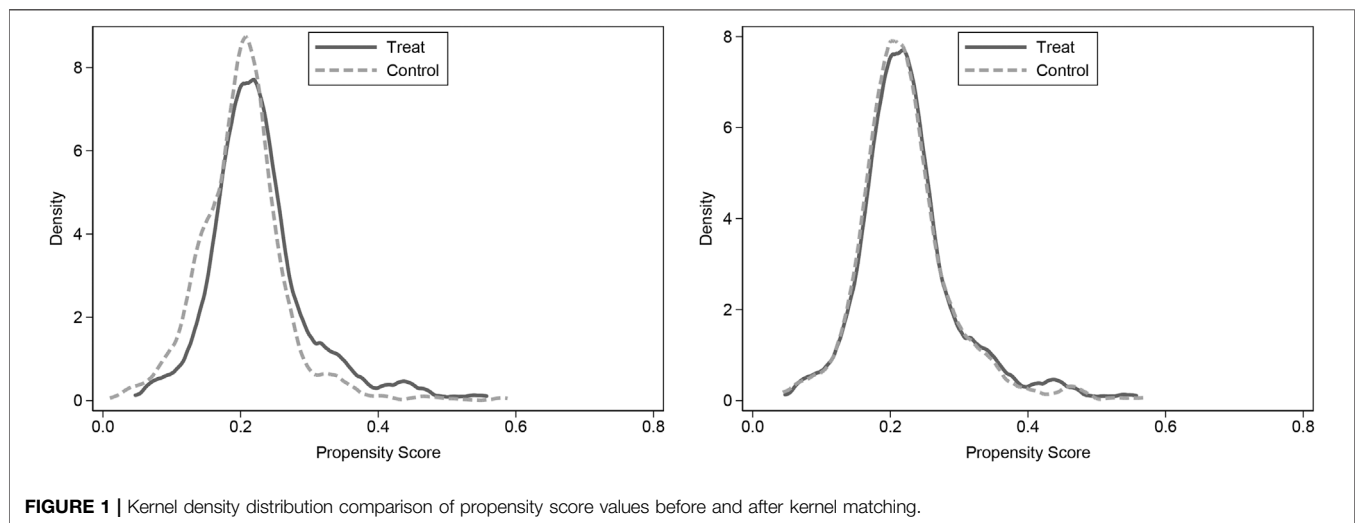 Treat
Control
8
6
4
2
0
Density
0.0 0.2 0.4 0.6 0.8
Propensity Score
Treat
Control
8
6
4
2
0
Density
0.0 0.2 0.4 0.6 0.8
Propensity Score
FIGURE 1 | Kernel density distribution comparison of propensity score values before and after kernel matching.